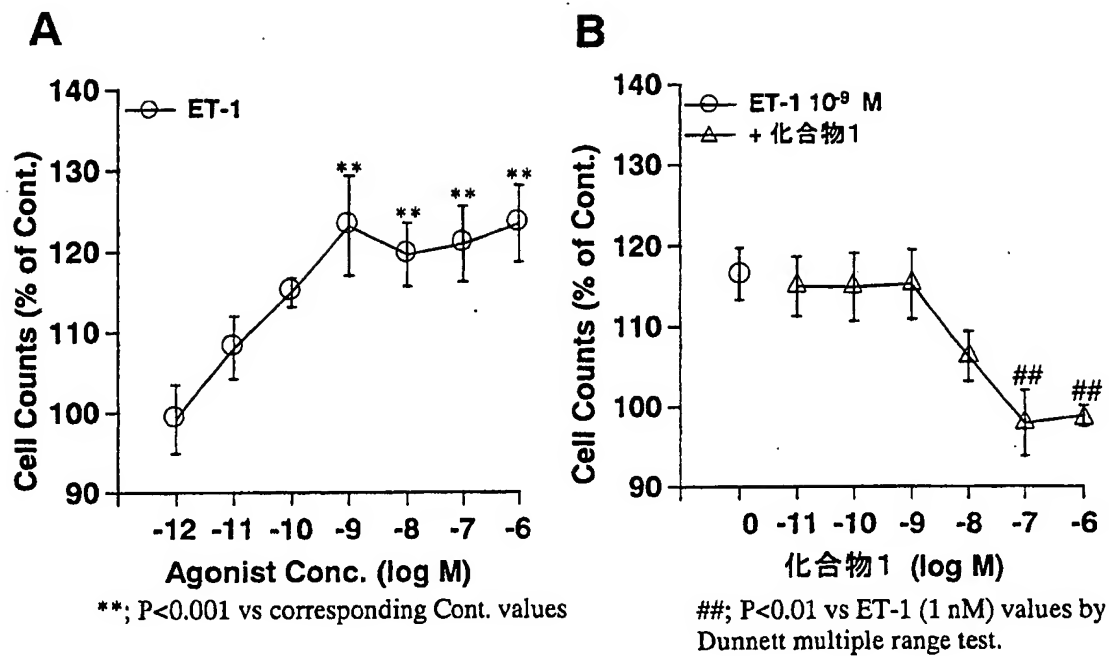 A
B
140
130
120
110
100
90
Cell Counts (% of Cont.)
ET-1
**
**
**
**
-12 -11 -10 -9 -8 -7 -6
Agonist Conc. (log M)
**; P<0.001 vs corresponding Cont. values
140
130
120
110
100
90
Cell Counts (% of Cont.)
ET-1 10⁻⁹ M
+ 化合物1
##
##
0 -11 -10 -9 -8 -7 -6
化合物1 (log M)
##; P<0.01 vs ET-1 (1 nM) values by
Dunnett multiple range test.